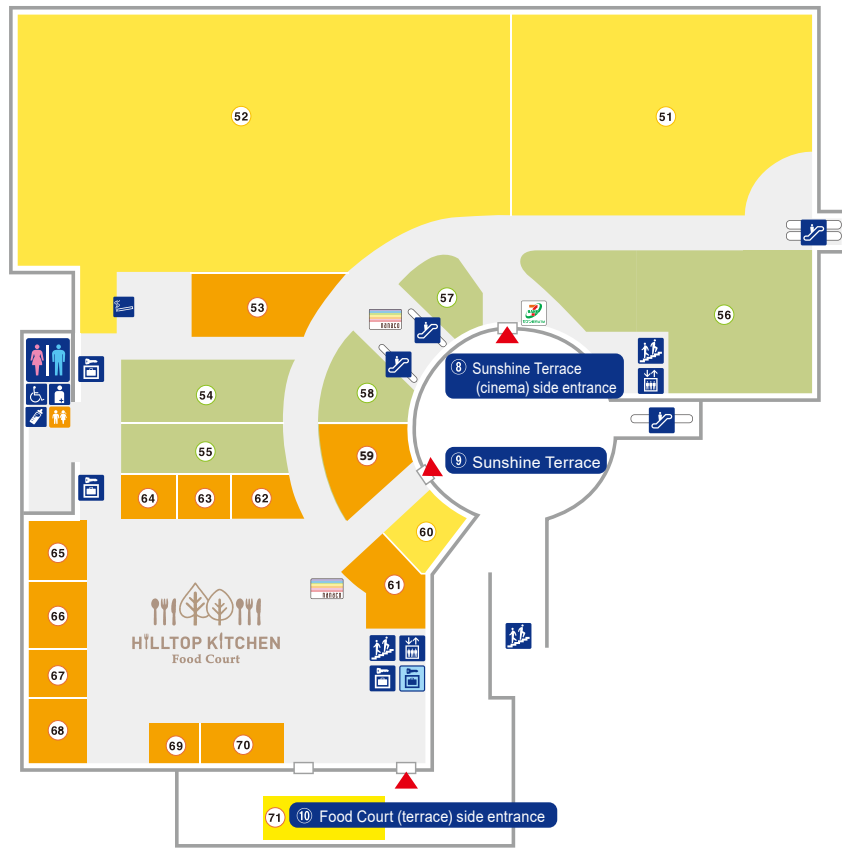 52
51
53
57
56
nanaco
⑧ Sunshine Terrace
(cinema) side entrance
54
58
55
59
⑨ Sunshine Terrace
64
63
62
60
65
61
nanaco
66
HILLTOP KITCHEN
Food Court
67
68
69
70
71
⑩ Food Court (terrace) side entrance